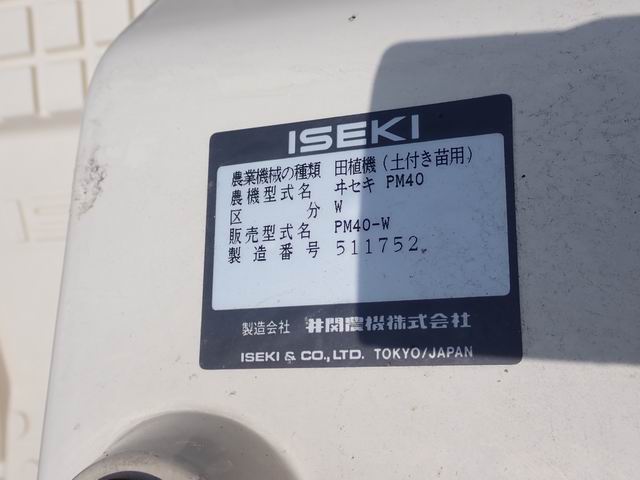 ISEKI
農業機械の種類 田植機(土付き苗用)
農機型式名 ヰセキ PM40
区分 W
販売型式名 PM40-W
製造番号 511752
製造会社 井関農機株式会社
ISEKI & CO., LTD. TOKYO/JAPAN